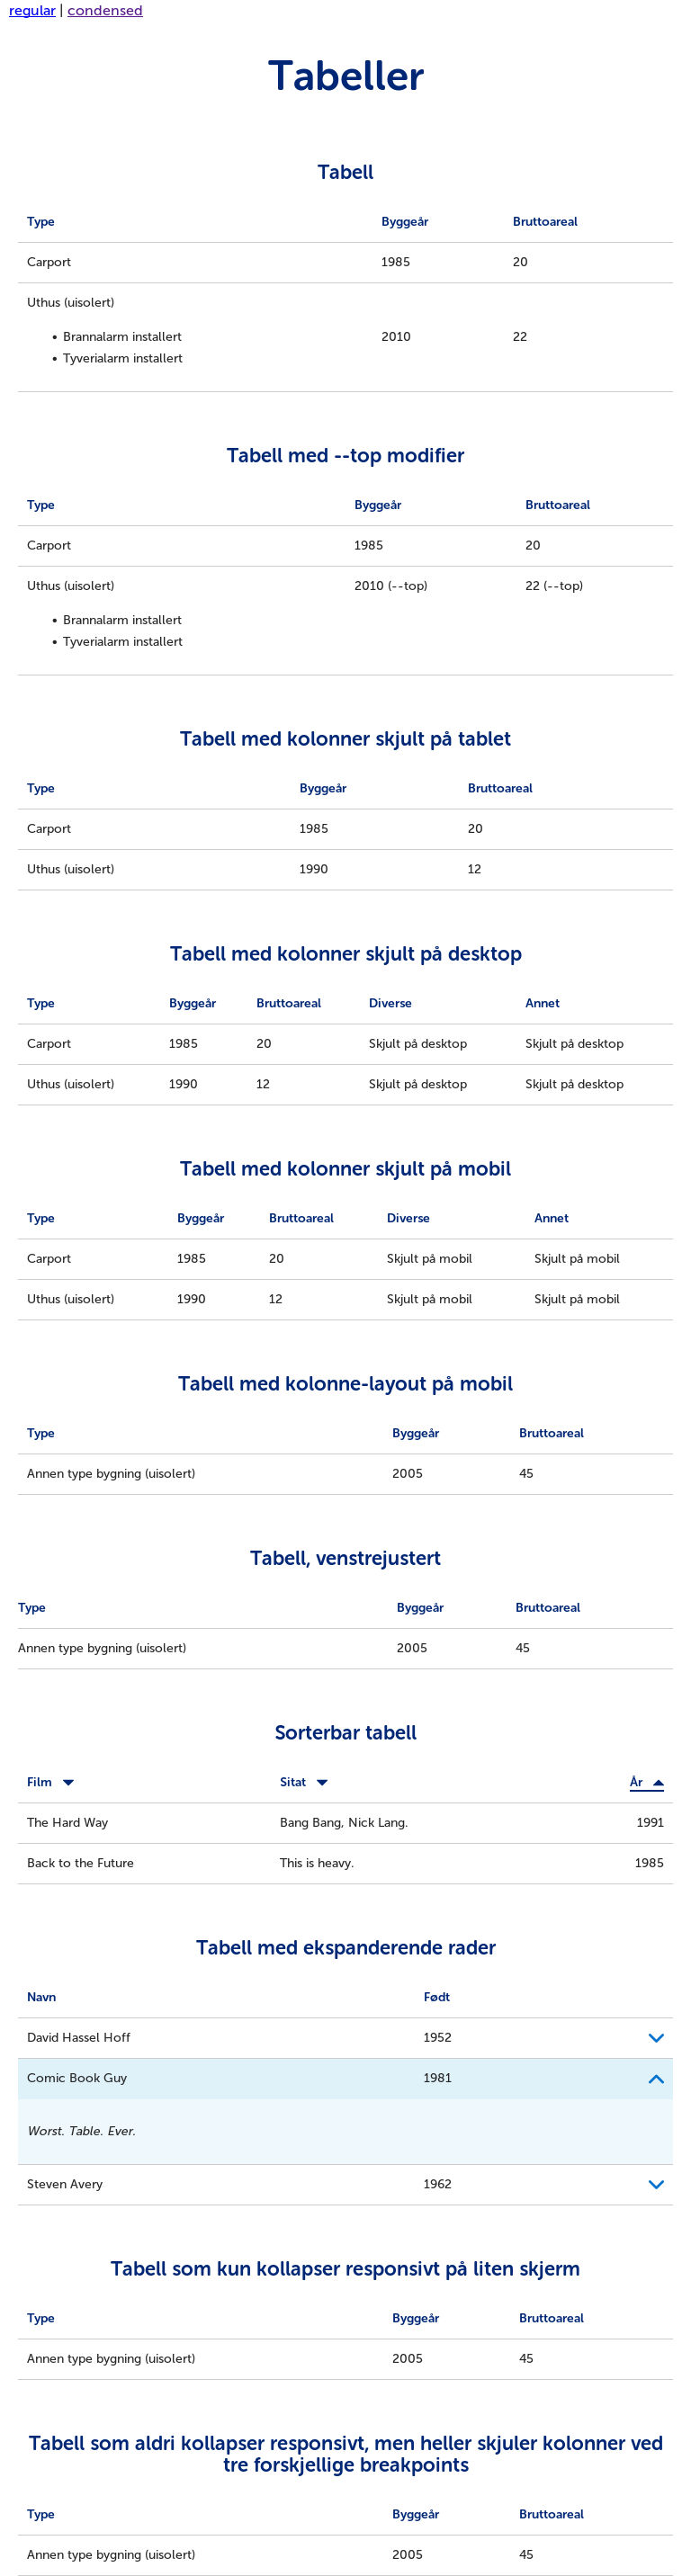 regular | condensed
Tabeller
Tabell
Type Byggeår Bruttoareal
Carport 1985 20
Uthus (uisolert)
• Brannalarm installert 2010 22
• Tyverialarm installert
Tabell med --top modifier
Type Byggeår Bruttoareal
Carport 1985 20
Uthus (uisolert) 2010 (--top) 22 (--top)
• Brannalarm installert
• Tyverialarm installert
Tabell med kolonner skjult på tablet
Type Byggeår Bruttoareal
Carport 1985 20
Uthus (uisolert) 1990 12
Tabell med kolonner skjult på desktop
Type Byggeår Bruttoareal Diverse Annet
Carport 1985 20 Skjult på desktop Skjult på desktop
Uthus (uisolert) 1990 12 Skjult på desktop Skjult på desktop
Tabell med kolonner skjult på mobil
Type Byggeår Bruttoareal Diverse Annet
Carport 1985 20 Skjult på mobil Skjult på mobil
Uthus (uisolert) 1990 12 Skjult på mobil Skjult på mobil
Tabell med kolonne-layout på mobil
Type Byggeår Bruttoareal
Annen type bygning (uisolert) 2005 45
Tabell, venstrejustert
Type Byggeår Bruttoareal
Annen type bygning (uisolert) 2005 45
Sorterbar tabell
Film Sitat År
The Hard Way Bang Bang, Nick Lang. 1991
Back to the Future This is heavy. 1985
Tabell med ekspanderende rader
Navn Født
David Hassel Hoff 1952
Comic Book Guy 1981
Worst. Table. Ever.
Steven Avery 1962
Tabell som kun kollapser responsivt på liten skjerm
Type Byggeår Bruttoareal
Annen type bygning (uisolert) 2005 45
Tabell som aldri kollapser responsivt, men heller skjuler kolonner ved
tre forskjellige breakpoints
Type Byggeår Bruttoareal
Annen type bygning (uisolert) 2005 45